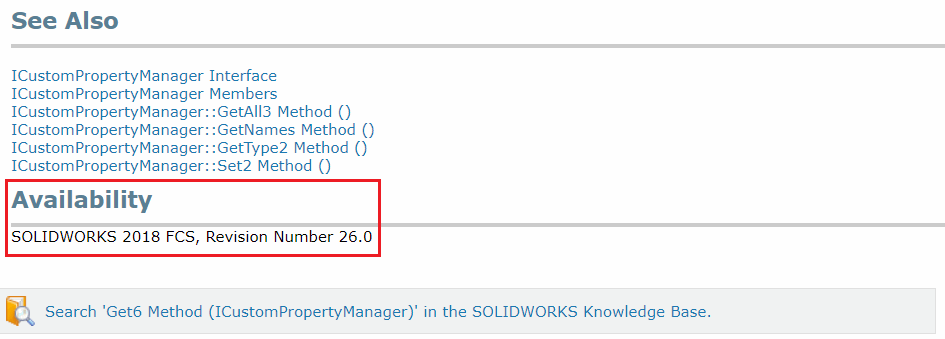 See Also
ICustomPropertyManager Interface
ICustomPropertyManager Members
ICustomPropertyManager::GetAll3 Method ()
ICustomPropertyManager::GetNames Method ()
ICustomPropertyManager::GetType2 Method ()
ICustomPropertyManager::Set2 Method ()
Availability
SOLIDWORKS 2018 FCS, Revision Number 26.0
Search 'Get6 Method (ICustomPropertyManager)' in the SOLIDWORKS Knowledge Base.